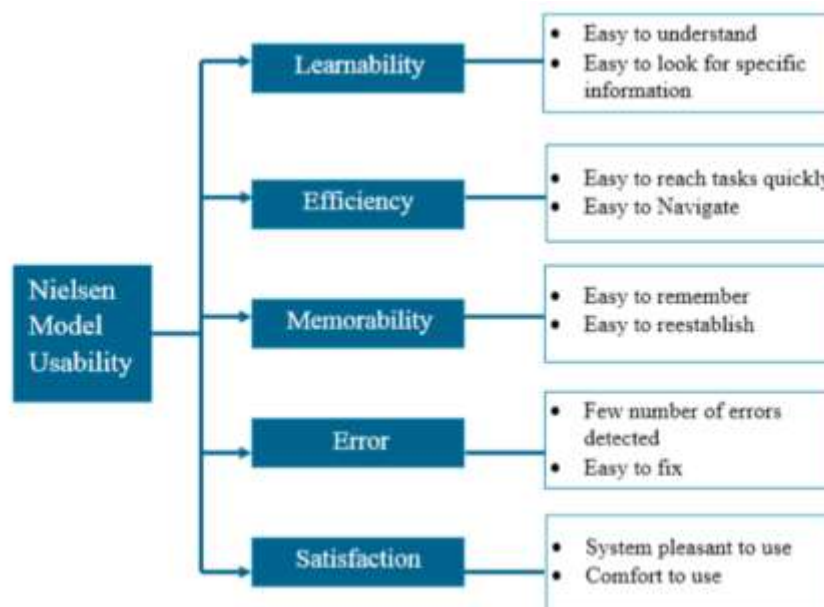 Nielsen
Model
Usability
Learnability
• Easy to understand
• Easy to look for specific
information
Efficiency
• Easy to reach tasks quickly
• Easy to Navigate
Memorability
• Easy to remember
• Easy to reestablish
Error
• Few number of errors
detected
• Easy to fix
Satisfaction
• System pleasant to use
• Comfort to use